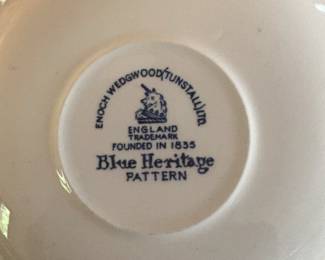 ENOCH WEDGWOOD (TUNSTALL) LTD.
ENGLAND
TRADEMARK
FOUNDED IN 1835
Blue Heritage
PATTERN